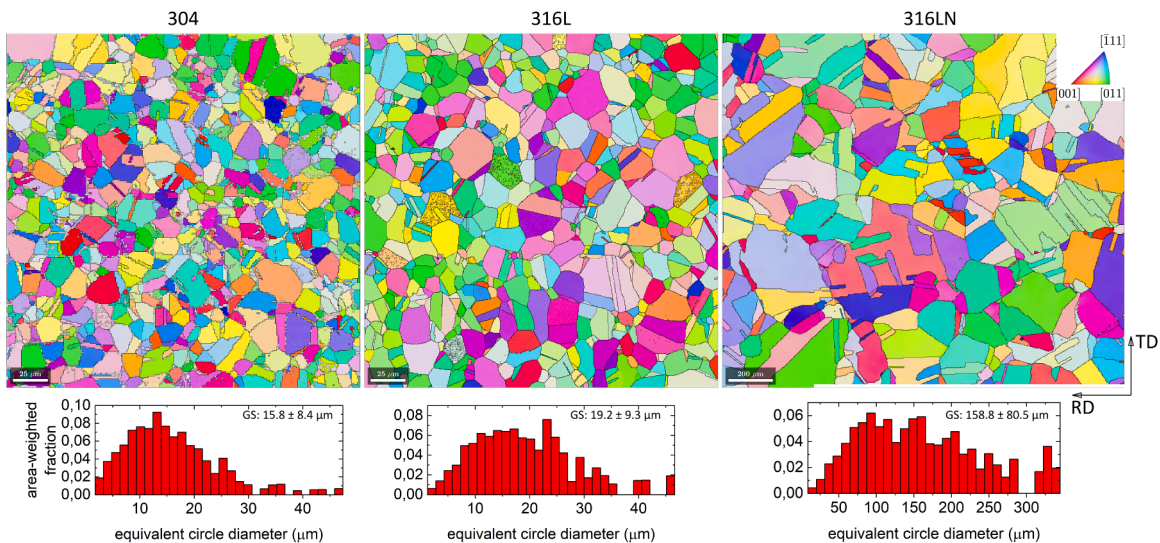 304
316L
316LN
[1̅11]
[001]
[011]
25 μm
25 μm
200 μm
TD
RD
area-weighted
fraction
0,10
0,08
0,06
0,04
0,02
0,00
GS: 15.8 ± 8.4 μm
10 20 30 40
equivalent circle diameter (μm)
0,08
0,06
0,04
0,02
0,00
GS: 19.2 ± 9.3 μm
10 20 30 40
equivalent circle diameter (μm)
0,06
0,04
0,02
0,00
GS: 158.8 ± 80.5 μm
50 100 150 200 250 300
equivalent circle diameter (μm)